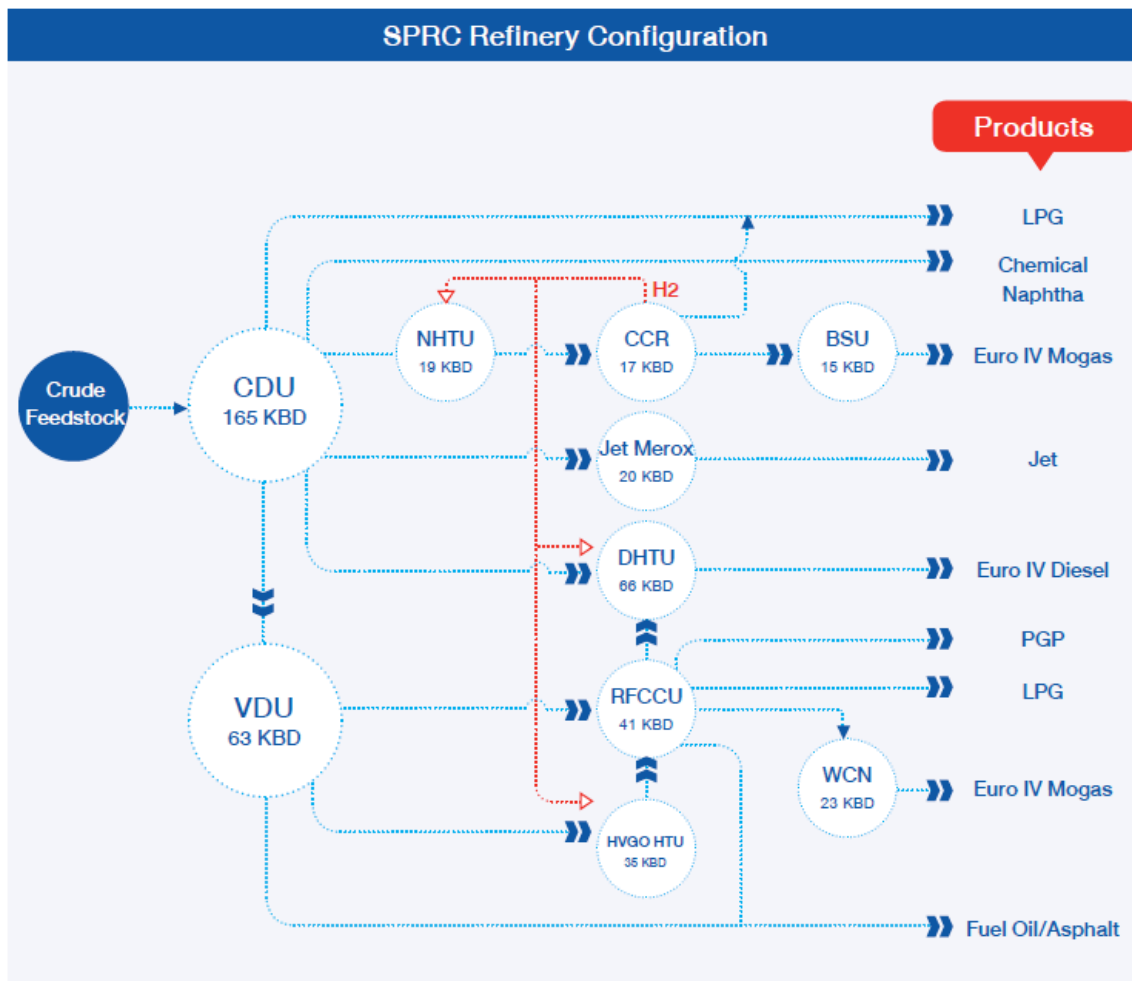 SPRC Refinery Configuration
Products
LPG
Chemical
Naphtha
H2
NHTU
19 KBD
CCR
17 KBD
BSU
15 KBD
Euro IV Mogas
Crude
Feedstock
CDU
165 KBD
Jet Merox
20 KBD
Jet
DHTU
66 KBD
Euro IV Diesel
PGP
VDU
63 KBD
RFCCU
41 KBD
LPG
WCN
23 KBD
Euro IV Mogas
HVGO HTU
35 KBD
Fuel Oil/Asphalt